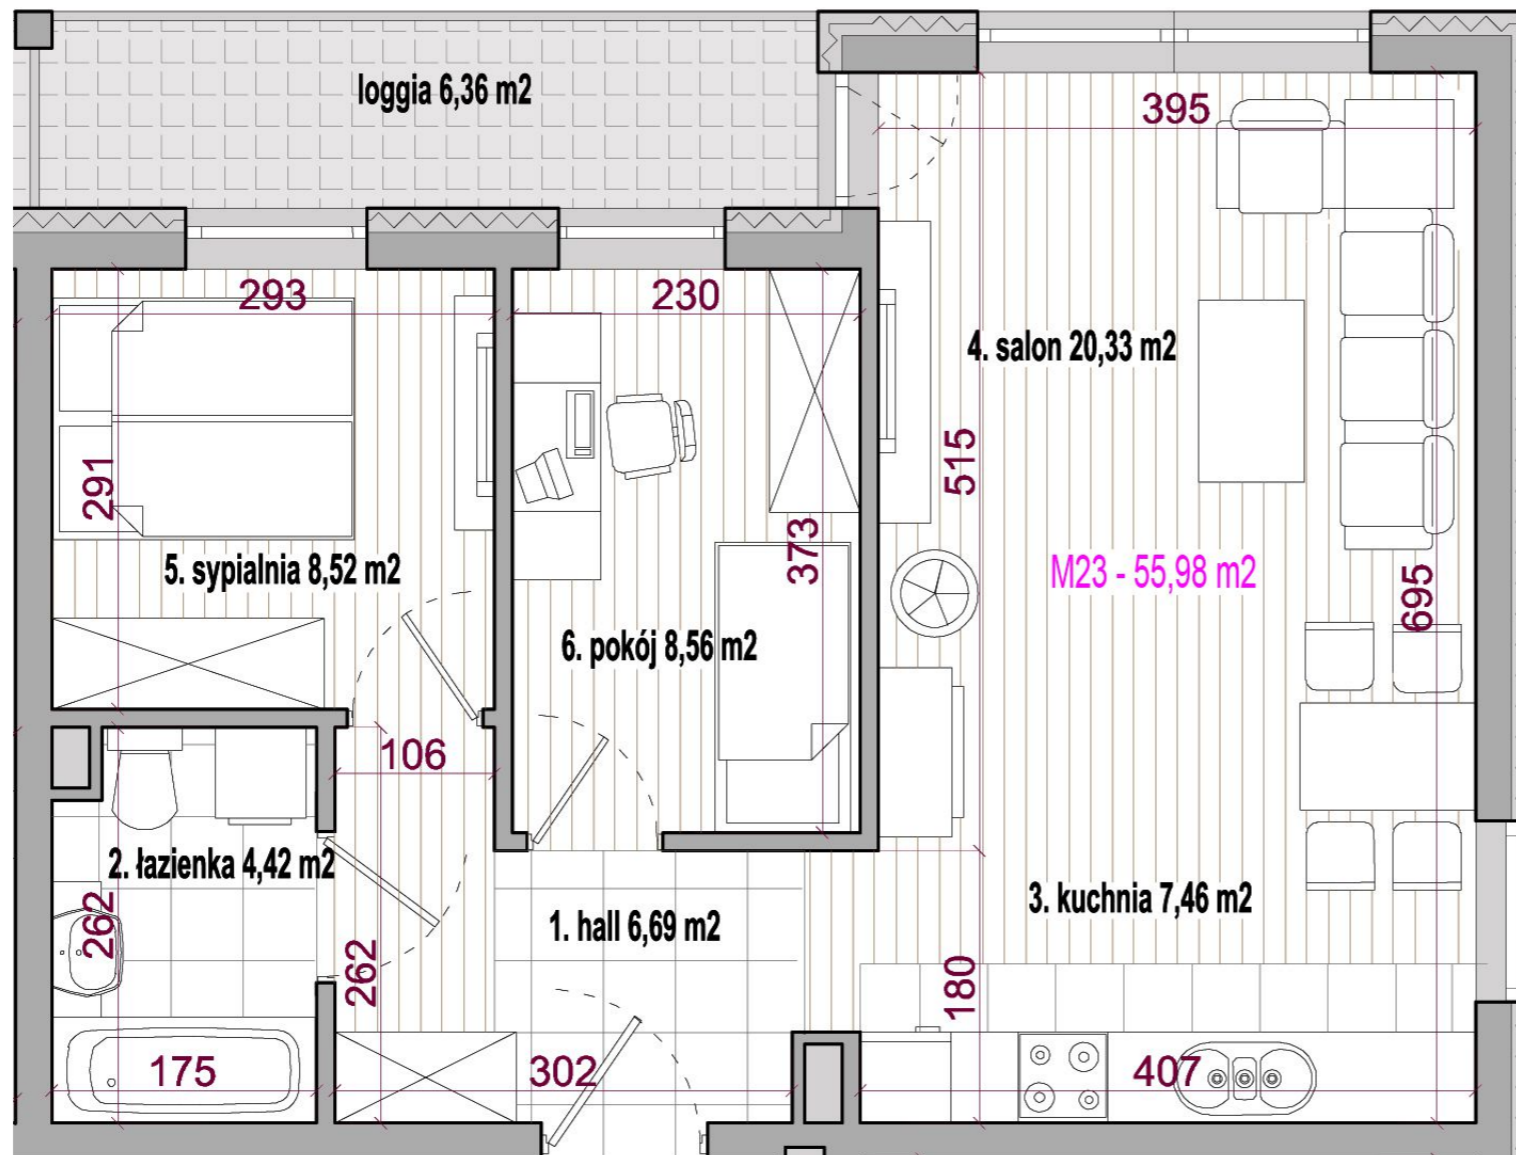 loggia 6,36 m2
395
293
230
4. salon 20,33 m2
291
515
373
5. sypialnia 8,52 m2
M23 - 55,98 m2
695
6. pokój 8,56 m2
106
2. łazienka 4,42 m2
262
3. kuchnia 7,46 m2
1. hall 6,69 m2
262
180
175
302
407